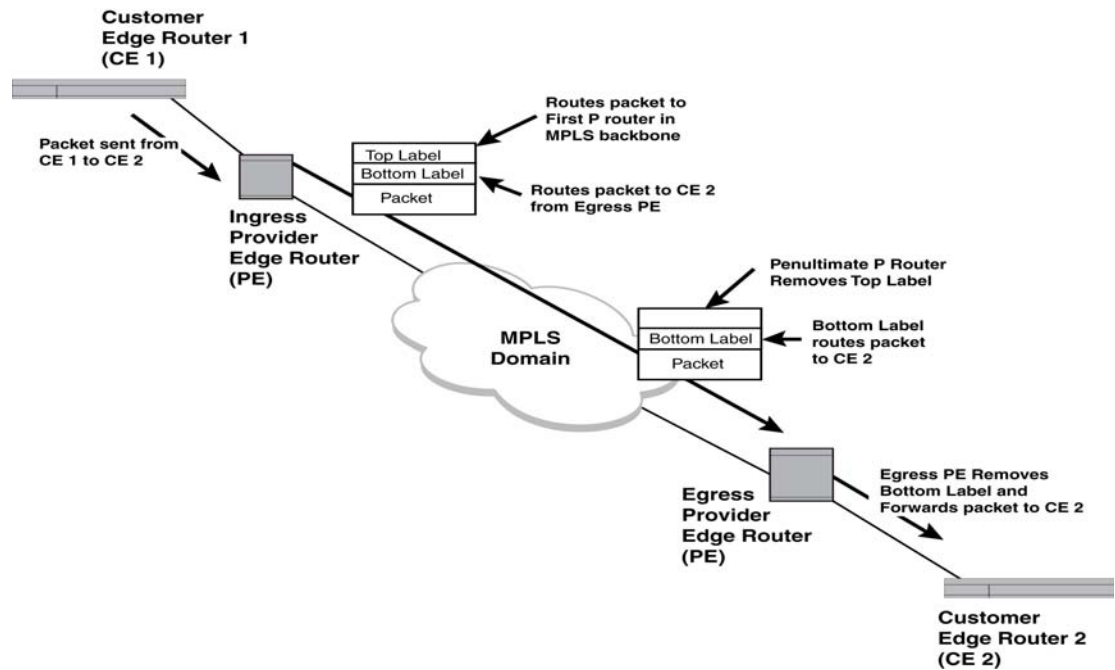 Customer
Edge Router 1
(CE 1)
Packet sent from
CE 1 to CE 2
Routes packet to
First P router in
MPLS backbone
Top Label
Bottom Label
Packet
Routes packet to CE 2
from Egress PE
Ingress
Provider
Edge Router
(PE)
Penultimate P Router
Removes Top Label
MPLS
Domain
Bottom Label
Packet
Bottom Label
routes packet
to CE 2
Egress PE Removes
Bottom Label and
Forwards packet to CE 2
Egress
Provider
Edge Router
(PE)
Customer
Edge Router 2
(CE 2)